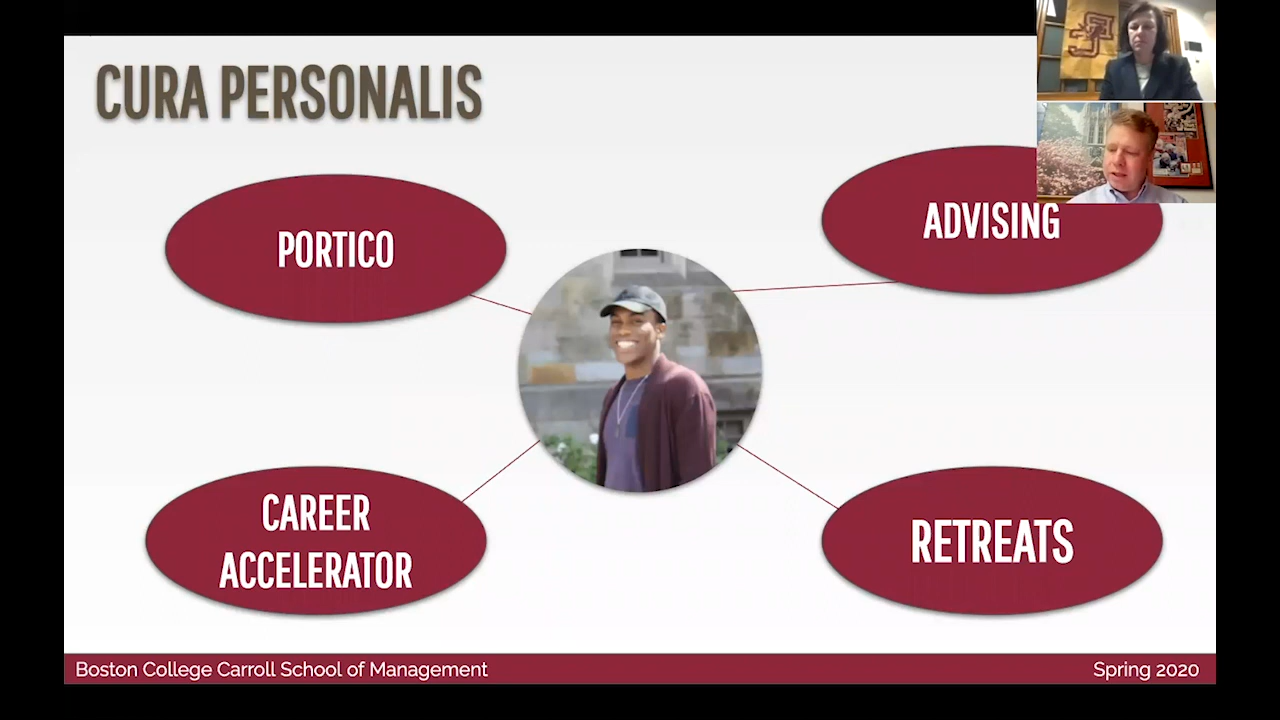 CURA PERSONALIS
PORTICO
ADVISING
CAREER
ACCELERATOR
RETREATS
Boston College Carroll School of Management
Spring 2020